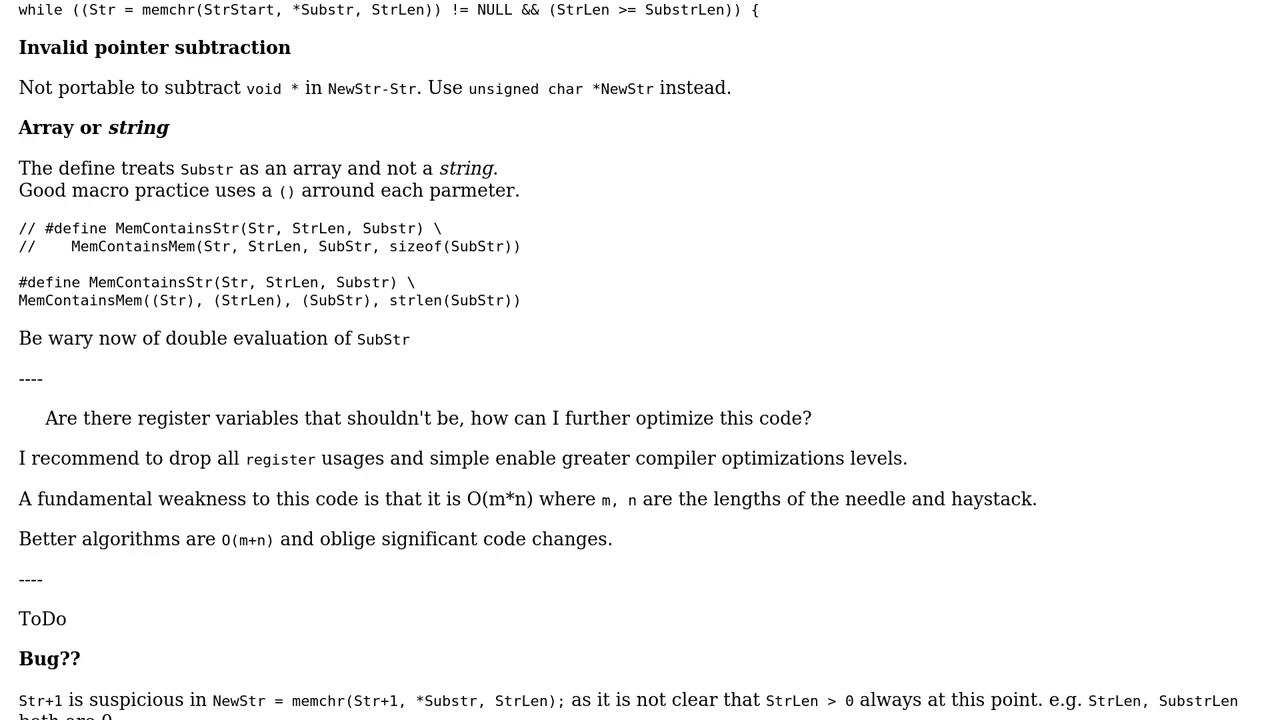 while ((Str = memchr(StrStart, *Substr, StrLen)) != NULL && (StrLen >= SubstrLen)) {
Invalid pointer subtraction
Not portable to subtract void * in NewStr-Str. Use unsigned char *NewStr instead.
Array or string
The define treats Substr as an array and not a string.
Good macro practice uses a () arround each parmeter.
// #define MemContainsStr(Str, StrLen, Substr) \
//    MemContainsMem(Str, StrLen, SubStr, sizeof(SubStr))
#define MemContainsStr(Str, StrLen, Substr) \
MemContainsMem((Str), (StrLen), (SubStr), strlen(SubStr))
Be wary now of double evaluation of SubStr
----
Are there register variables that shouldn't be, how can I further optimize this code?
I recommend to drop all register usages and simple enable greater compiler optimizations levels.
A fundamental weakness to this code is that it is O(m*n) where m, n are the lengths of the needle and haystack.
Better algorithms are O(m+n) and oblige significant code changes.
----
ToDo
Bug??
Str+1 is suspicious in NewStr = memchr(Str+1, *Substr, StrLen); as it is not clear that StrLen > 0 always at this point. e.g. StrLen, SubstrLen
both are 0